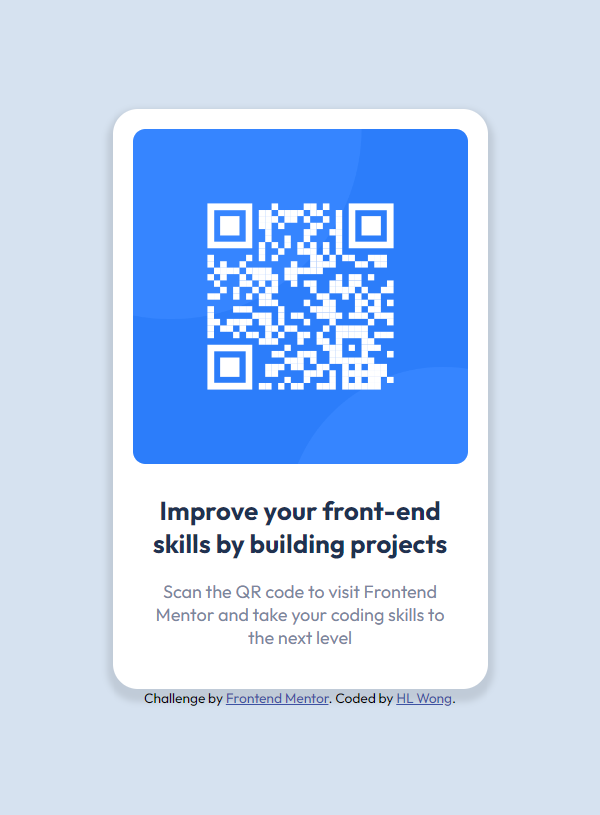 Improve your front-end
skills by building projects
Scan the QR code to visit Frontend
Mentor and take your coding skills to
the next level
Challenge by Frontend Mentor. Coded by HL Wong.